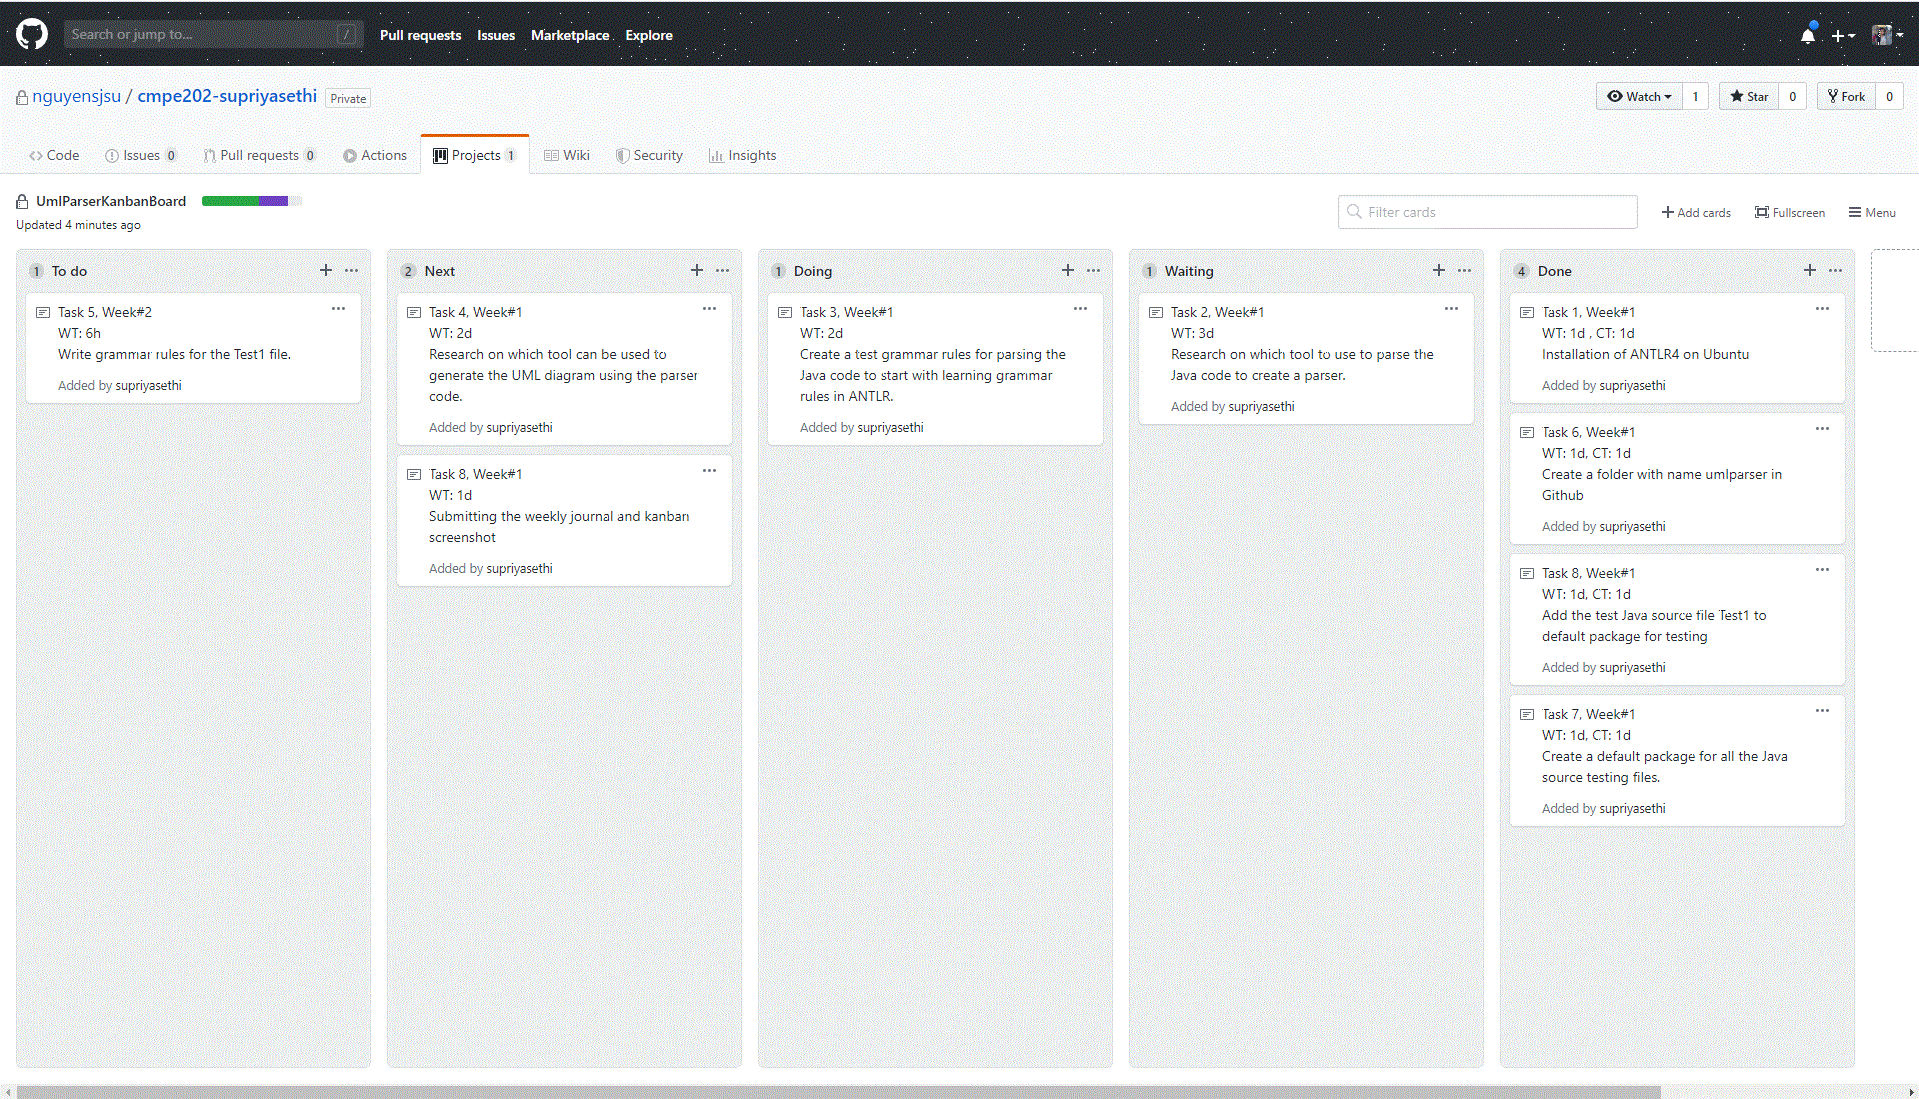 Search or jump to...
/
Pull requests
Issues
Marketplace
Explore
nguyensjsu / cmpe202-supriyasethi
Private
Watch
1
Star
0
Fork
0
Code
Issues 0
Pull requests 0
Actions
Projects 1
Wiki
Security
Insights
UmlParserKanbanBoard
Updated 4 minutes ago
Filter cards
Add cards
Fullscreen
Menu
1 To do
Task 5, Week#2
WT: 6h
Write grammar rules for the Test1 file.
Added by supriyasethi
2 Next
Task 4, Week#1
WT: 2d
Research on which tool can be used to
generate the UML diagram using the parser
code.
Added by supriyasethi
Task 8, Week#1
WT: 1d
Submitting the weekly journal and kanban
screenshot
Added by supriyasethi
1 Doing
Task 3, Week#1
WT: 2d
Create a test grammar rules for parsing the
Java code to start with learning grammar
rules in ANTLR.
Added by supriyasethi
1 Waiting
Task 2, Week#1
WT: 3d
Research on which tool to use to parse the
Java code to create a parser.
Added by supriyasethi
4 Done
Task 1, Week#1
WT: 1d , CT: 1d
Installation of ANTLR4 on Ubuntu
Added by supriyasethi
Task 6, Week#1
WT: 1d, CT: 1d
Create a folder with name umlparser in
Github
Added by supriyasethi
Task 8, Week#1
WT: 1d, CT: 1d
Add the test Java source file Test1 to
default package for testing
Added by supriyasethi
Task 7, Week#1
WT: 1d, CT: 1d
Create a default package for all the Java
source testing files.
Added by supriyasethi